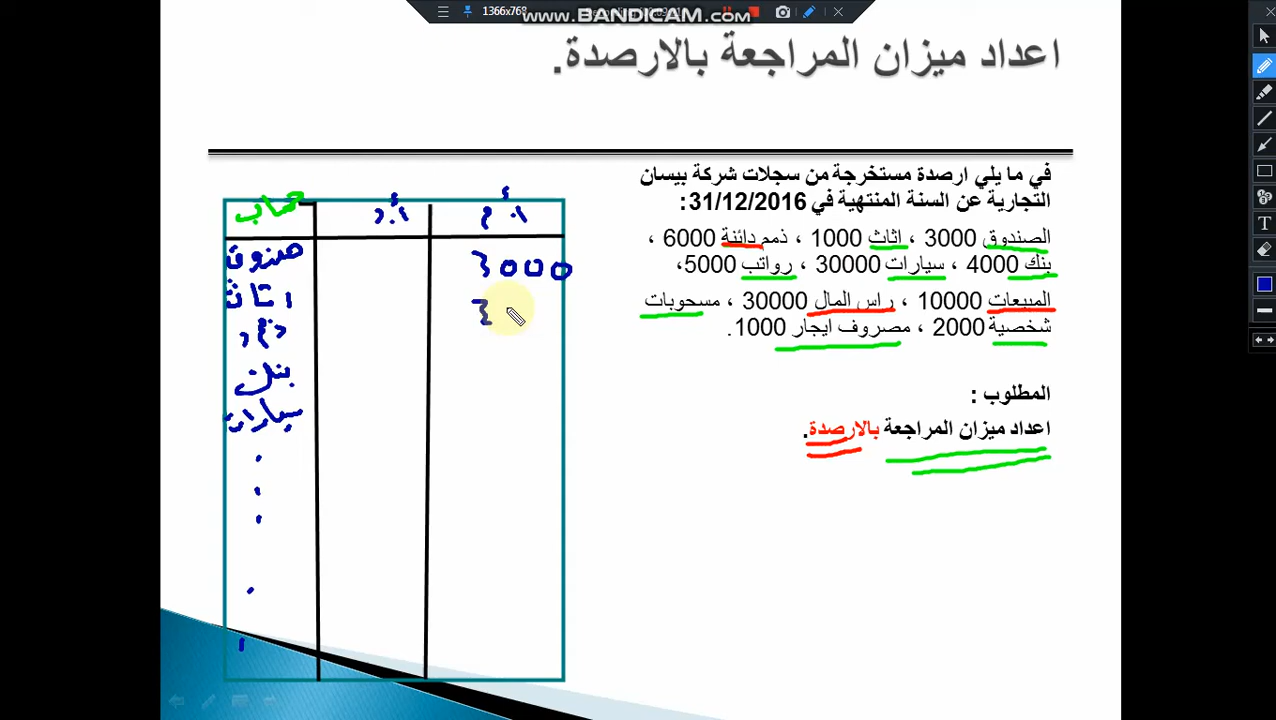 1366x768
www.BANDICAM.com
اعداد ميزان المراجعة بالارصدة.
في ما يلي ارصدة مستخرجة من سجلات شركة بيسان
التجارية عن السنة المنتهية في 31/12/2016:
الصندوق 3000 ، اثاث 1000 ، ذمم دائنة 6000 ،
بنك 4000 ، سيارات 30000 ، رواتب 5000،
المبيعات 10000 ، راس المال 30000 ، مسحوبات
شخصية 2000 ، مصروف ايجار 1000.
المطلوب :
اعداد ميزان المراجعة بالارصدة.
أ.م أ.د حساب
3000 صندوق
اثاث
ذمم د
بنك
سيارات